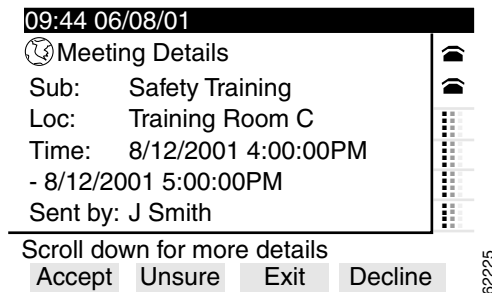 09:44 06/08/01
Meeting Details
Sub: Safety Training
Loc: Training Room C
Time: 8/12/2001 4:00:00PM
- 8/12/2001 5:00:00PM
Sent by: J Smith
Scroll down for more details
Accept Unsure Exit Decline
62225